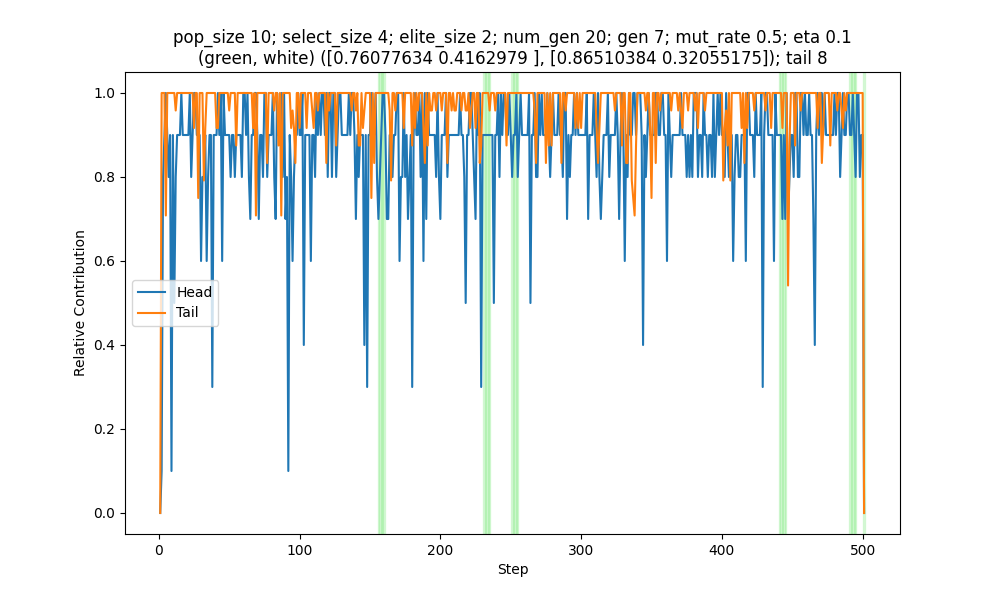 pop_size 10; select_size 4; elite_size 2; num_gen 20; gen 7; mut_rate 0.5; eta 0.1
(green, white) ([0.76077634 0.4162979 ], [0.86510384 0.32055175]); tail 8
1.0
0.8
0.6
0.4
0.2
0.0
Relative Contribution
Head
Tail
0 100 200 300 400 500
Step